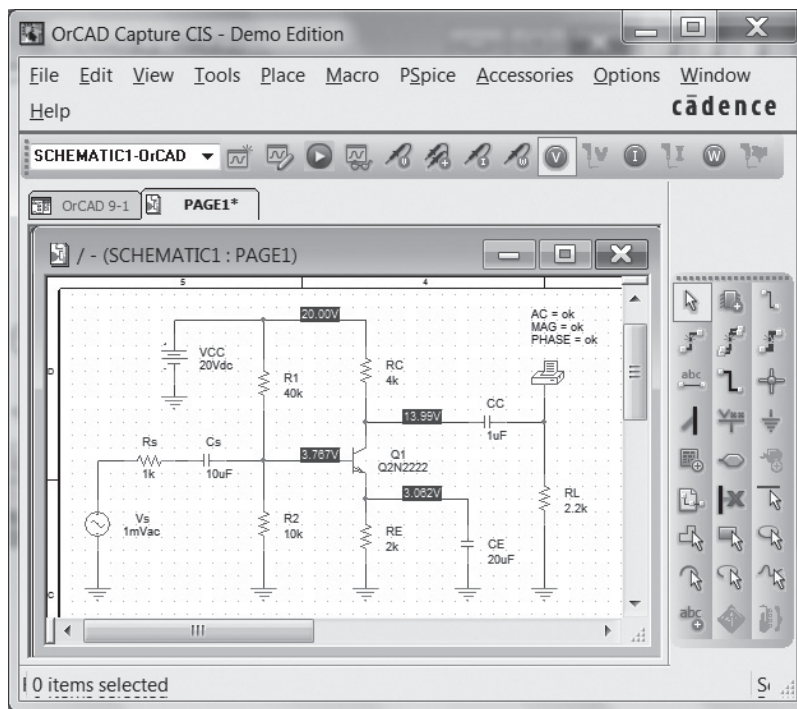 OrCAD Capture CIS - Demo Edition
File Edit View Tools Place Macro PSpice Accessories Options Window
Help
cādence
SCHEMATIC1-OrCAD
OrCAD 9-1
PAGE1*
/ - (SCHEMATIC1 : PAGE1)
5 4
20.00V
AC = ok
MAG = ok
PHASE = ok
VCC
20Vdc
R1
40k
RC
4k
D
13.99V
CC
1uF
Rs
1k
Cs
10uF
3.767V
Q1
Q2N2222
3.062V
Vs
1mVac
R2
10k
RE
2k
CE
20uF
RL
2.2k
C
abc
abc
V
I
W
0 items selected